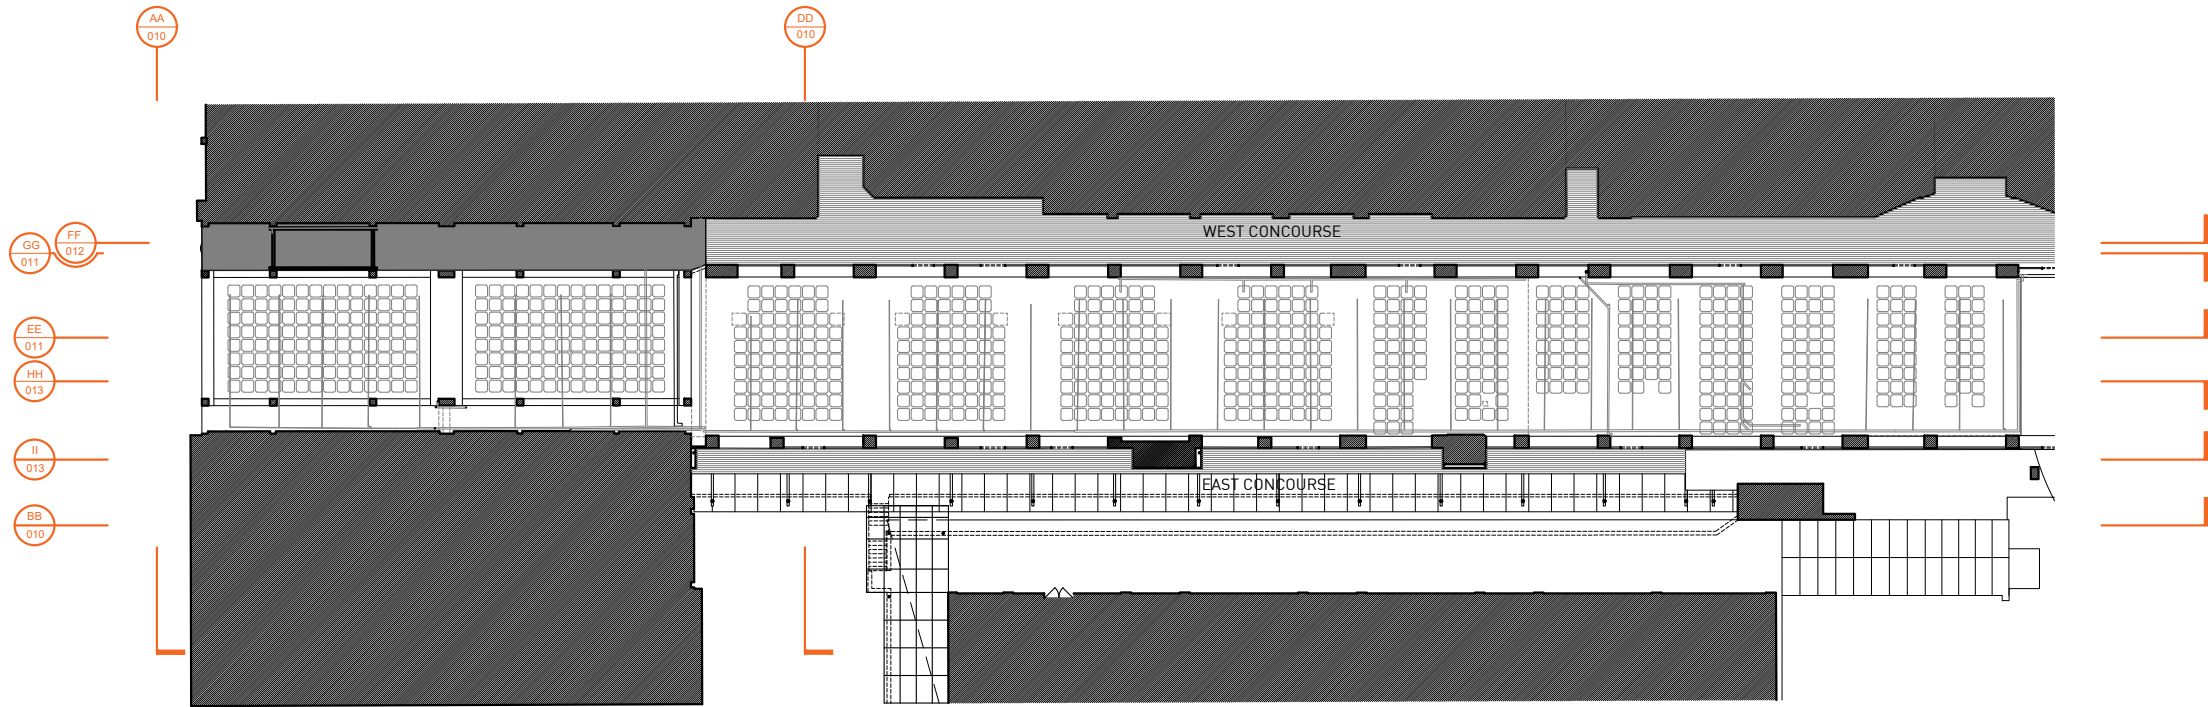 AA
010
DD
010
WEST CONCOURSE
FF
012
GG
011
EE
011
HH
013
II
013
EAST CONCOURSE
BB
010